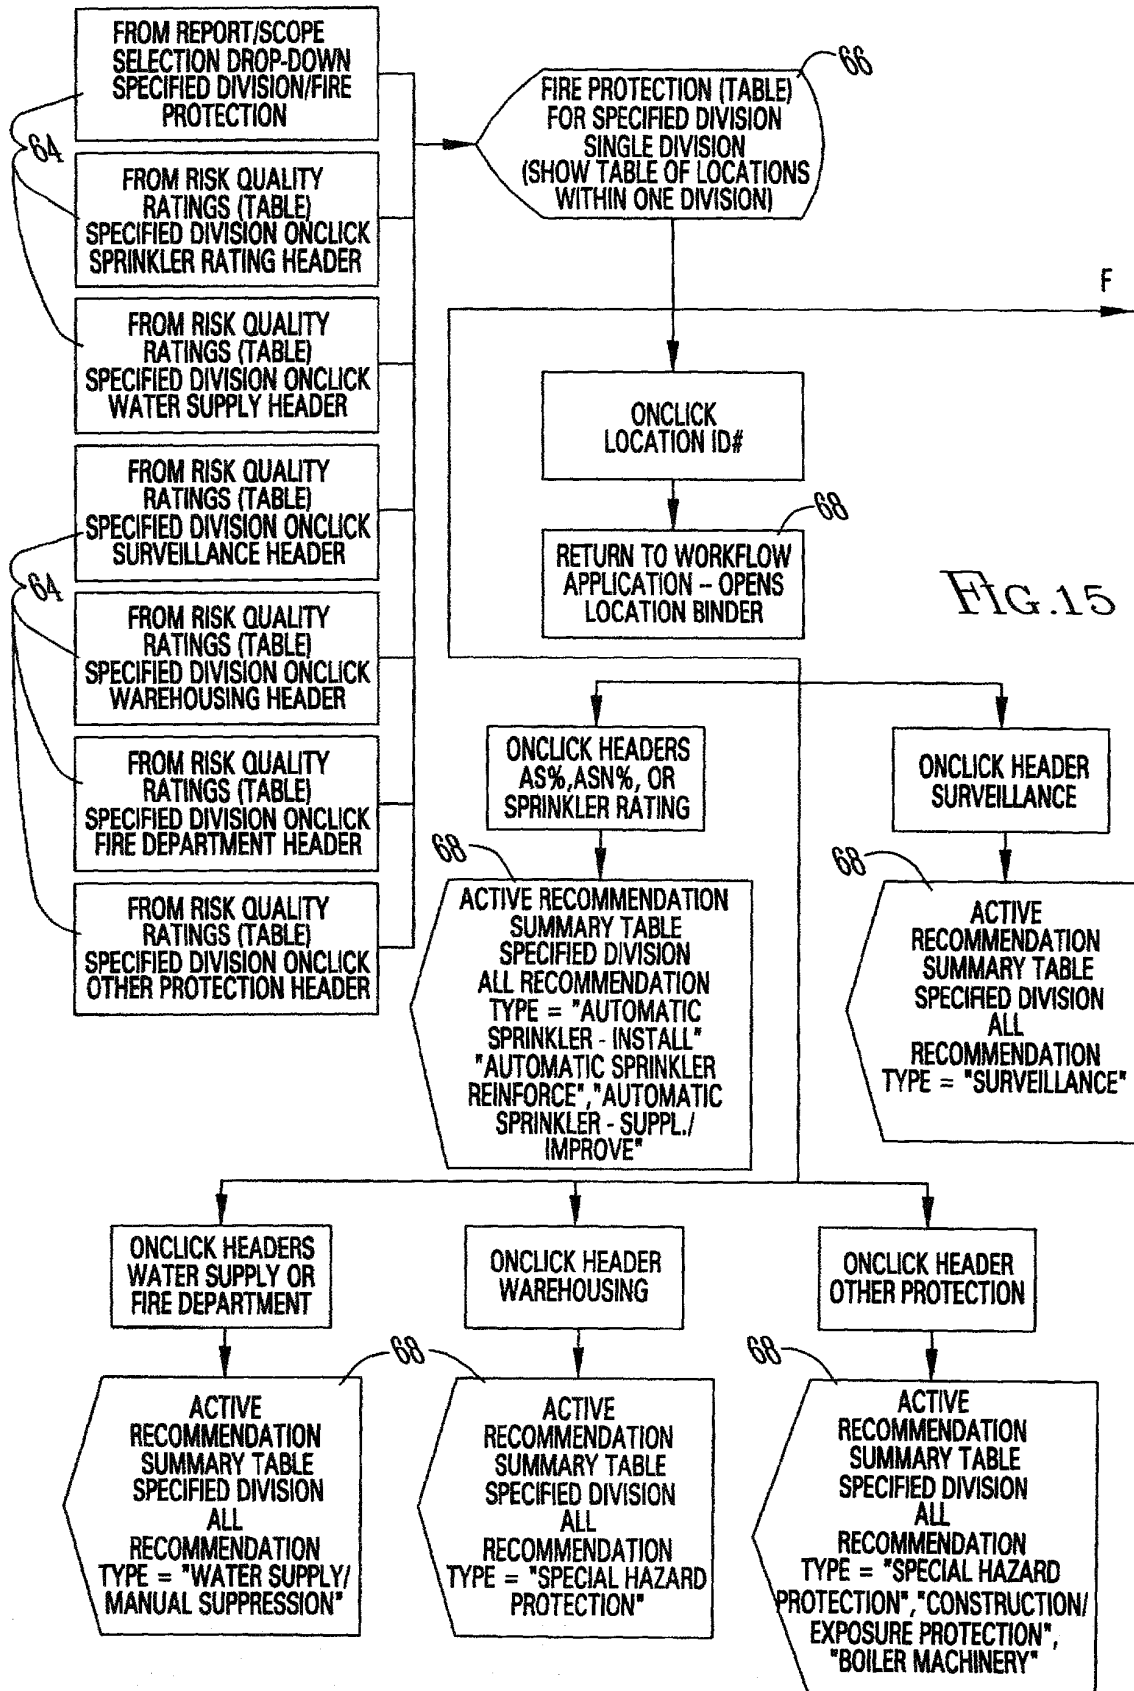 FROM REPORT/SCOPE
SELECTION DROP-DOWN
SPECIFIED DIVISION/FIRE
PROTECTION
64
FROM RISK QUALITY
RATINGS (TABLE)
SPECIFIED DIVISION ONCLICK
SPRINKLER RATING HEADER
FROM RISK QUALITY
RATINGS (TABLE)
SPECIFIED DIVISION ONCLICK
WATER SUPPLY HEADER
FROM RISK QUALITY
RATINGS (TABLE)
SPECIFIED DIVISION ONCLICK
SURVEILLANCE HEADER
64
FROM RISK QUALITY
RATINGS (TABLE)
SPECIFIED DIVISION ONCLICK
WAREHOUSING HEADER
FROM RISK QUALITY
RATINGS (TABLE)
SPECIFIED DIVISION ONCLICK
FIRE DEPARTMENT HEADER
FROM RISK QUALITY
RATINGS (TABLE)
SPECIFIED DIVISION ONCLICK
OTHER PROTECTION HEADER
66
FIRE PROTECTION (TABLE)
FOR SPECIFIED DIVISION
SINGLE DIVISION
(SHOW TABLE OF LOCATIONS
WITHIN ONE DIVISION)
F
ONCLICK
LOCATION ID#
68
RETURN TO WORKFLOW
APPLICATION -- OPENS
LOCATION BINDER
FIG.15
ONCLICK HEADERS
AS%,ASN%, OR
SPRINKLER RATING
68
ACTIVE RECOMMENDATION
SUMMARY TABLE
SPECIFIED DIVISION
ALL RECOMMENDATION
TYPE = "AUTOMATIC
SPRINKLER - INSTALL"
"AUTOMATIC SPRINKLER
REINFORCE","AUTOMATIC
SPRINKLER - SUPPL./
IMPROVE"
ONCLICK HEADER
SURVEILLANCE
68
ACTIVE
RECOMMENDATION
SUMMARY TABLE
SPECIFIED DIVISION
ALL
RECOMMENDATION
TYPE = "SURVEILLANCE"
ONCLICK HEADERS
WATER SUPPLY OR
FIRE DEPARTMENT
68
ACTIVE
RECOMMENDATION
SUMMARY TABLE
SPECIFIED DIVISION
ALL
RECOMMENDATION
TYPE = "WATER SUPPLY/
MANUAL SUPPRESSION"
ONCLICK HEADER
WAREHOUSING
ACTIVE
RECOMMENDATION
SUMMARY TABLE
SPECIFIED DIVISION
ALL
RECOMMENDATION
TYPE = "SPECIAL HAZARD
PROTECTION"
ONCLICK HEADER
OTHER PROTECTION
68
ACTIVE
RECOMMENDATION
SUMMARY TABLE
SPECIFIED DIVISION
ALL
RECOMMENDATION
TYPE = "SPECIAL HAZARD
PROTECTION","CONSTRUCTION/
EXPOSURE PROTECTION",
"BOILER MACHINERY"